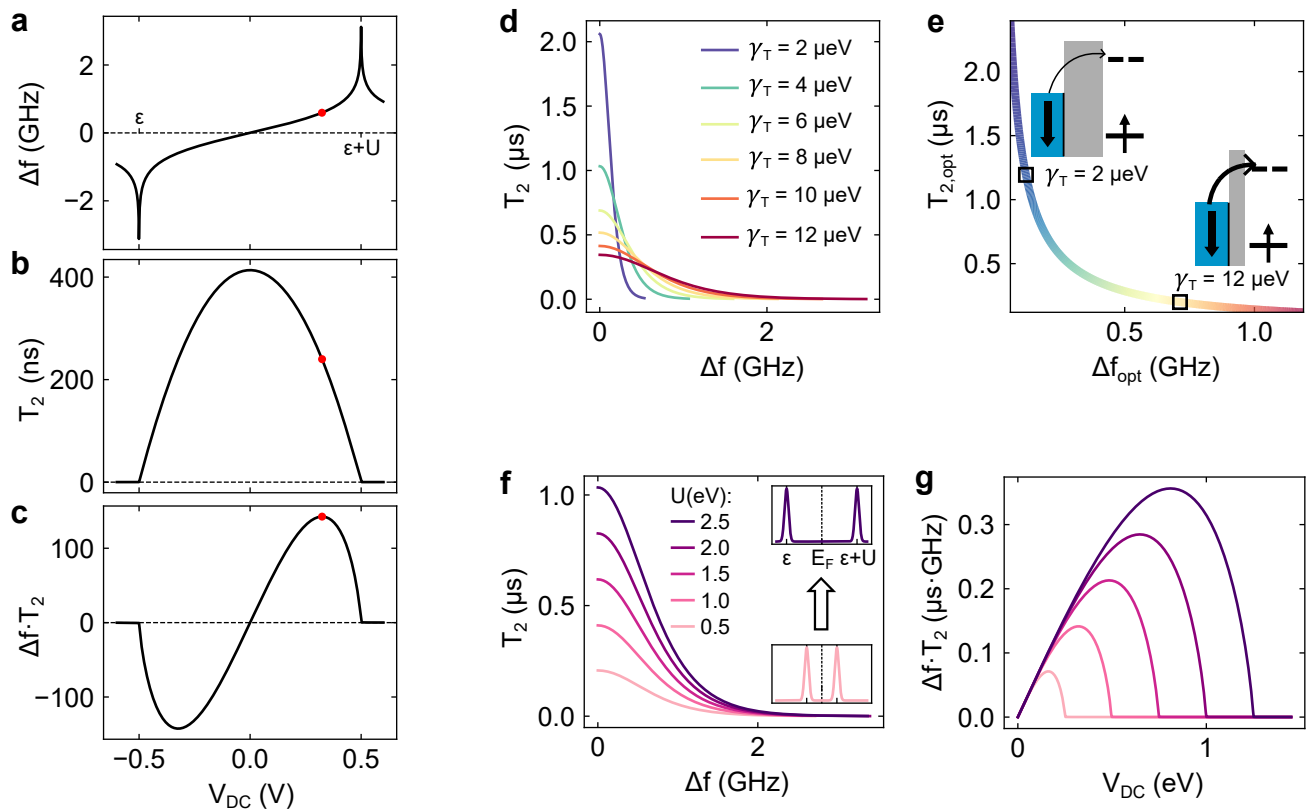 a
Δf (GHz)
2
0
−2
ε
ε+U
b
T2 (ns)
400
200
0
c
Δf·T2
100
0
−100
−0.5
0.0
0.5
VDC (V)
d
T2 (μs)
2.0
1.5
1.0
0.5
0.0
γT = 2 μeV
γT = 4 μeV
γT = 6 μeV
γT = 8 μeV
γT = 10 μeV
γT = 12 μeV
0
2
Δf (GHz)
e
T2,opt (μs)
2.0
1.5
1.0
0.5
γT = 2 μeV
γT = 12 μeV
0.5
1.0
Δfopt (GHz)
f
T2 (μs)
1.0
0.5
0.0
U(eV):
2.5
2.0
1.5
1.0
0.5
ε EF ε+U
0
2
Δf (GHz)
g
Δf·T2 (μs·GHz)
0.3
0.2
0.1
0.0
0
1
VDC (eV)